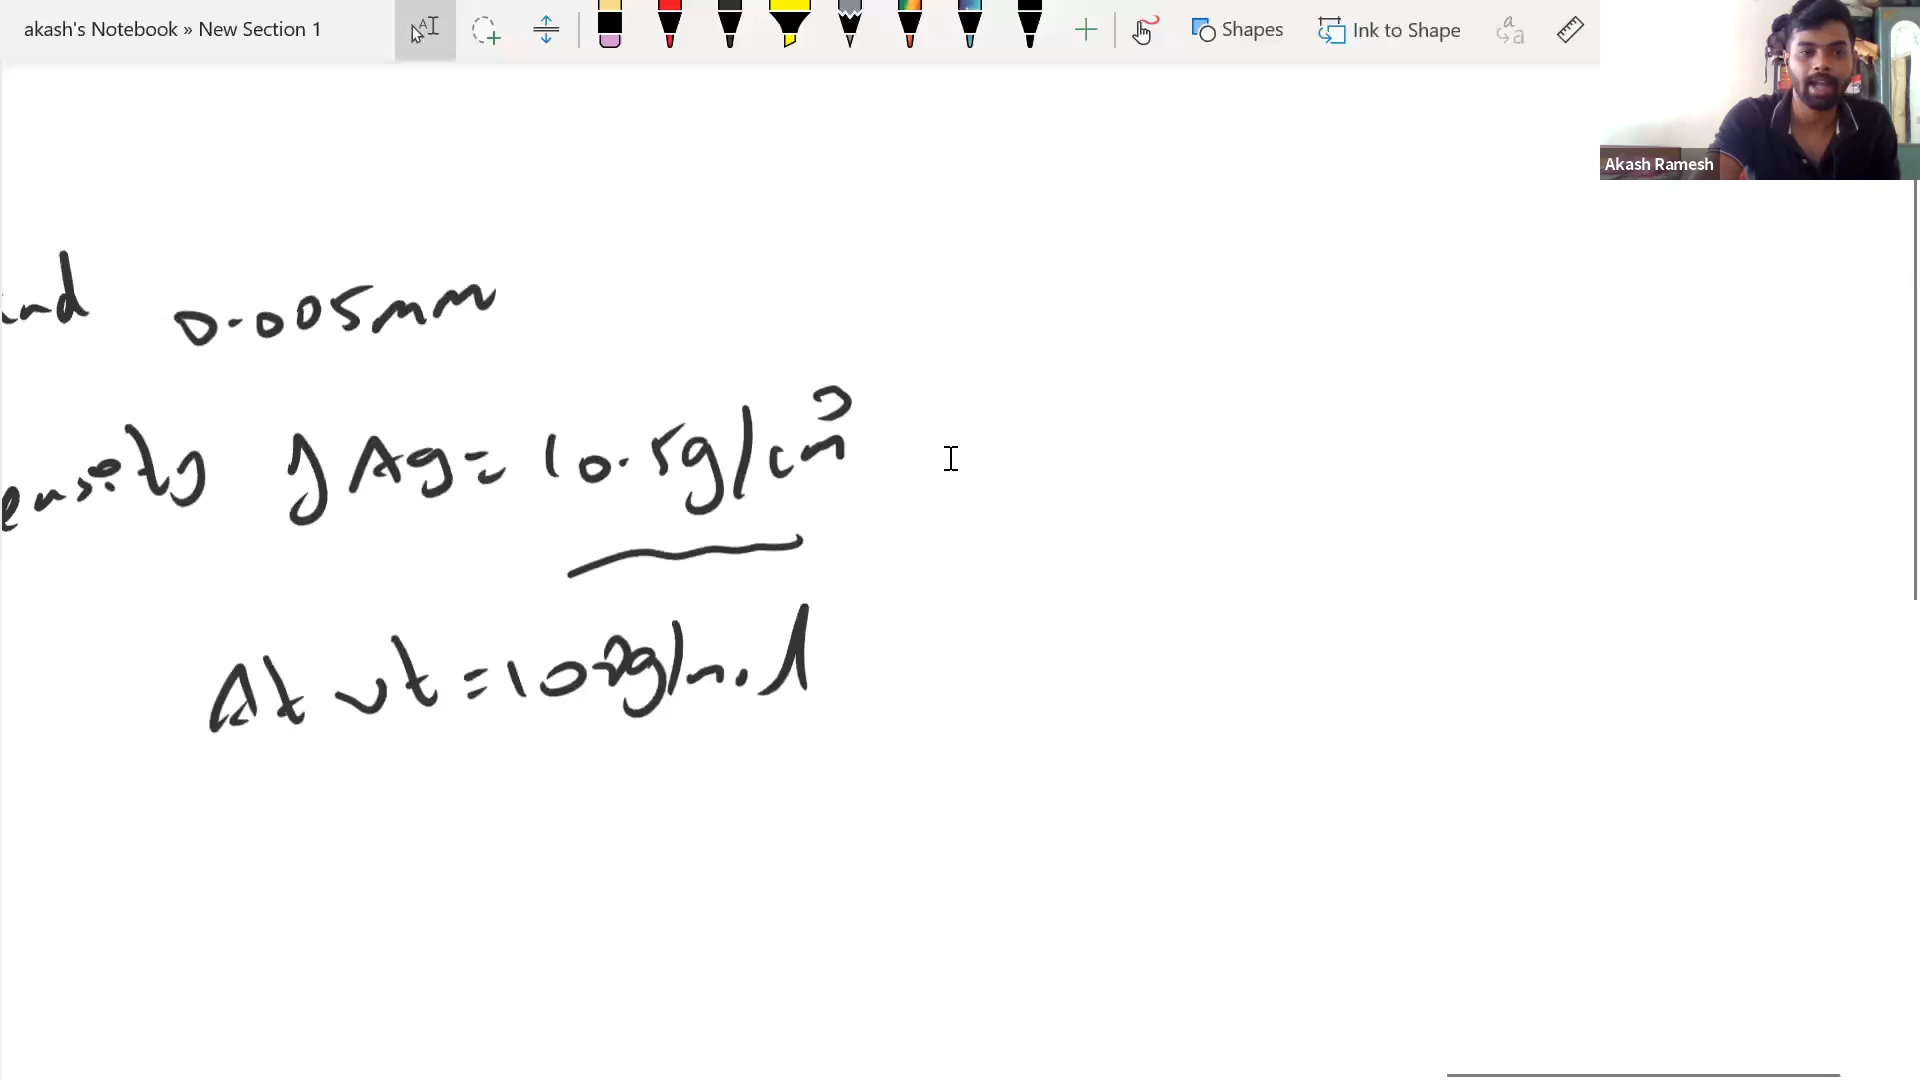 akash's Notebook » New Section 1
Shapes
Ink to Shape
Akash Ramesh
0.005mm
Ag = 10.5g/cm³
At wt = 108g/mol